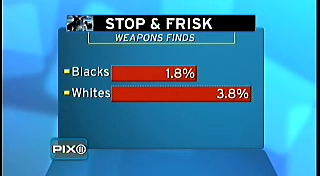 STOP & FRISK
WEAPONS FINDS
Blacks 1.8%
Whites 3.8%
PIX11